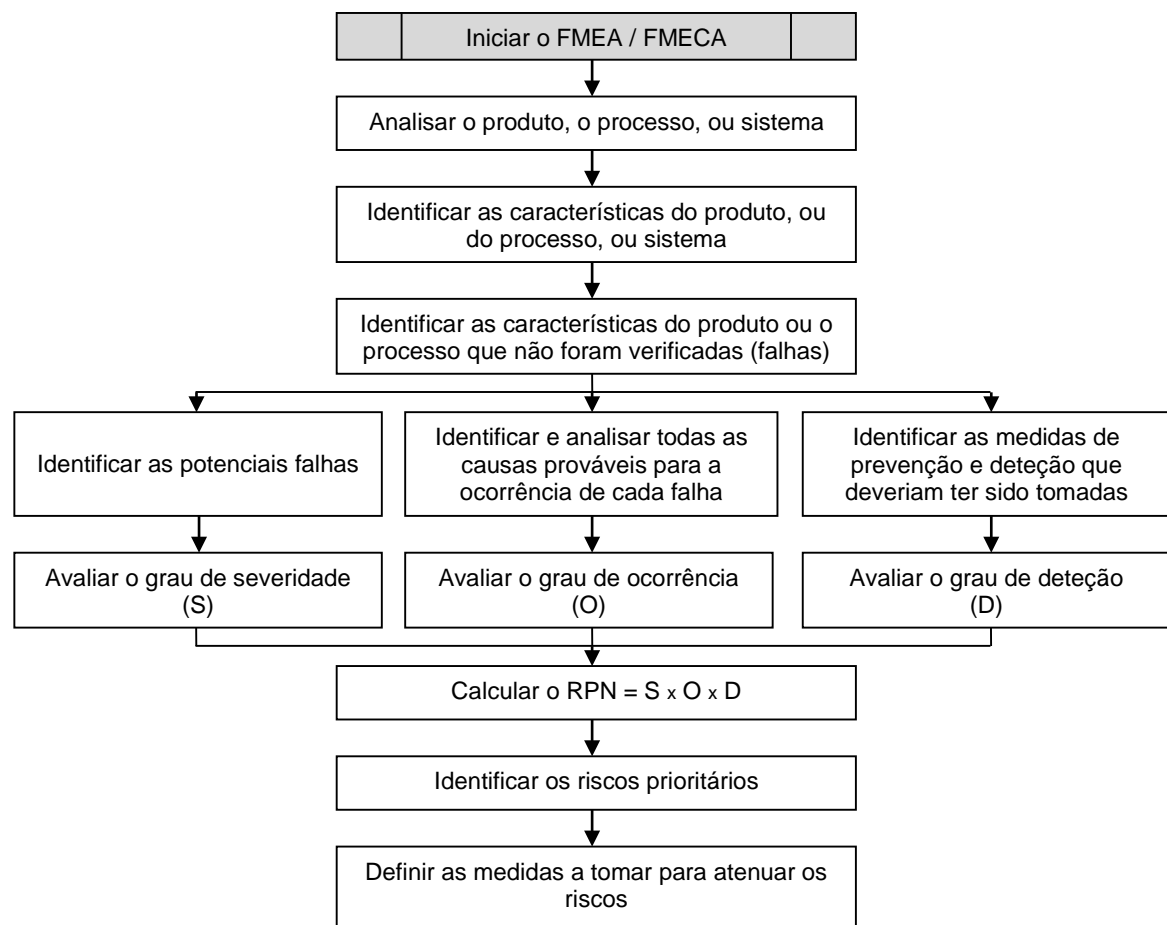 Iniciar o FMEA / FMECA
Analisar o produto, o processo, ou sistema
Identificar as característícas do produto, ou
do processo, ou sistema
Identificar as característícas do produto ou o
processo que não foram verificadas (falhas)
Identificar as potenciais falhas
Identificar e analisar todas as
causas prováveis para a
ocorrência de cada falha
Identificar as medidas de
prevenção e deteção que
deveriam ter sido tomadas
Avaliar o grau de severidade
(S)
Avaliar o grau de ocorrência
(O)
Avaliar o grau de deteção
(D)
Calcular o RPN = S x O x D
Identificar os riscos prioritários
Definir as medidas a tomar para atenuar os
riscos